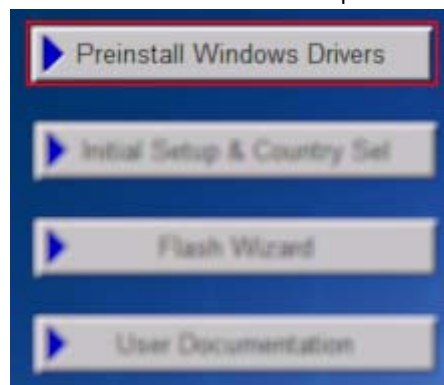 Preinstall Windows Drivers
Initial Setup & Country Sel
Flash Wizard
User Documentation